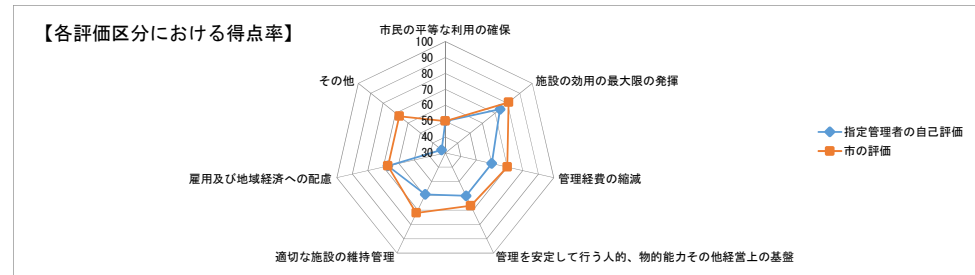 【各評価区分における得点率】
市民の平等な利用の確保
100
90
80
70
60
50
40
30
施設の効用の最大限の発揮
その他
指定管理者の自己評価
市の評価
雇用及び地域経済への配慮
管理経費の縮減
適切な施設の維持管理
管理を安定して行う人的、物的能力その他経営上の基盤